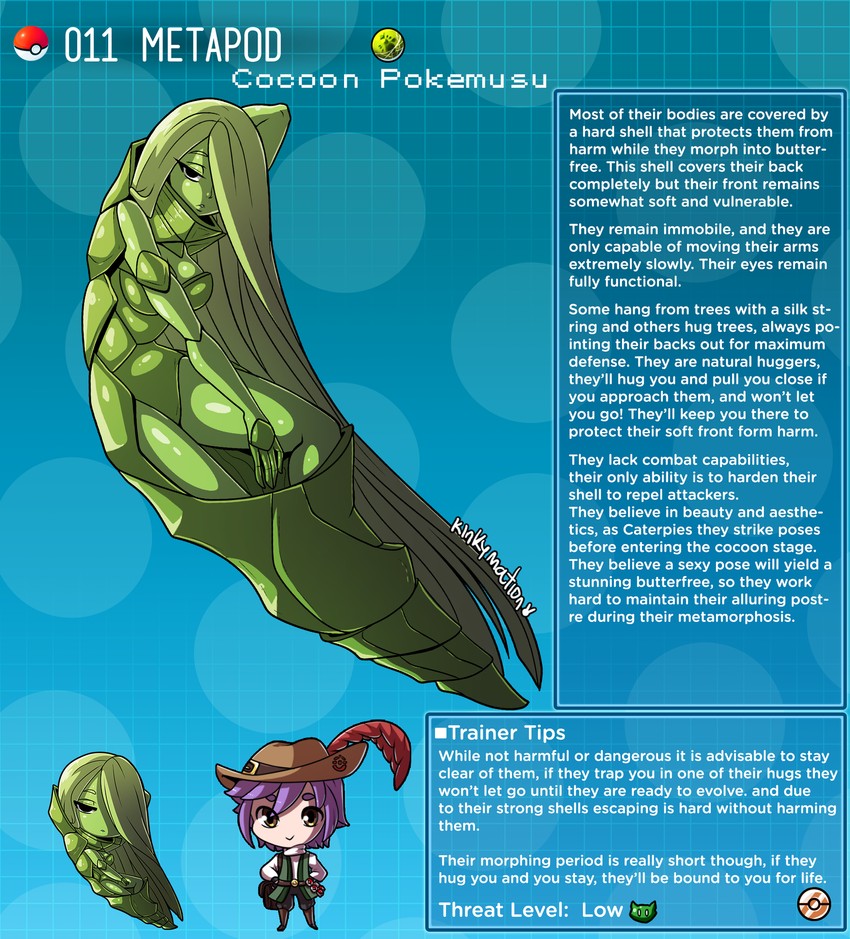 011 METAPOD
Cocoon Pokemusu
Most of their bodies are covered by
a hard shell that protects them from
harm while they morph into butter-
free. This shell covers their back
completely but their front remains
somewhat soft and vulnerable.
They remain immobile, and they are
only capable of moving their arms
extremely slowly. Their eyes remain
fully functional.
Some hang from trees with a silk st-
ring and others hug trees, always po-
inting their backs out for maximum
defense. They are natural huggers,
they'll hug you and pull you close if
you approach them, and won't let
you go! They'll keep you there to
protect their soft front form harm.
They lack combat capabilities,
their only ability is to harden their
shell to repel attackers.
They believe in beauty and aesthe-
tics, as Caterpies they strike poses
before entering the cocoon stage.
They believe a sexy pose will yield a
stunning butterfree, so they work
hard to maintain their alluring post-
re during their metamorphosis.
Kinkymation
■Trainer Tips
While not harmful or dangerous it is advisable to stay
clear of them, if they trap you in one of their hugs they
won't let go until they are ready to evolve. and due
to their strong shells escaping is hard without harming
them.
Their morphing period is really short though, if they
hug you and you stay, they'll be bound to you for life.
Threat Level: Low